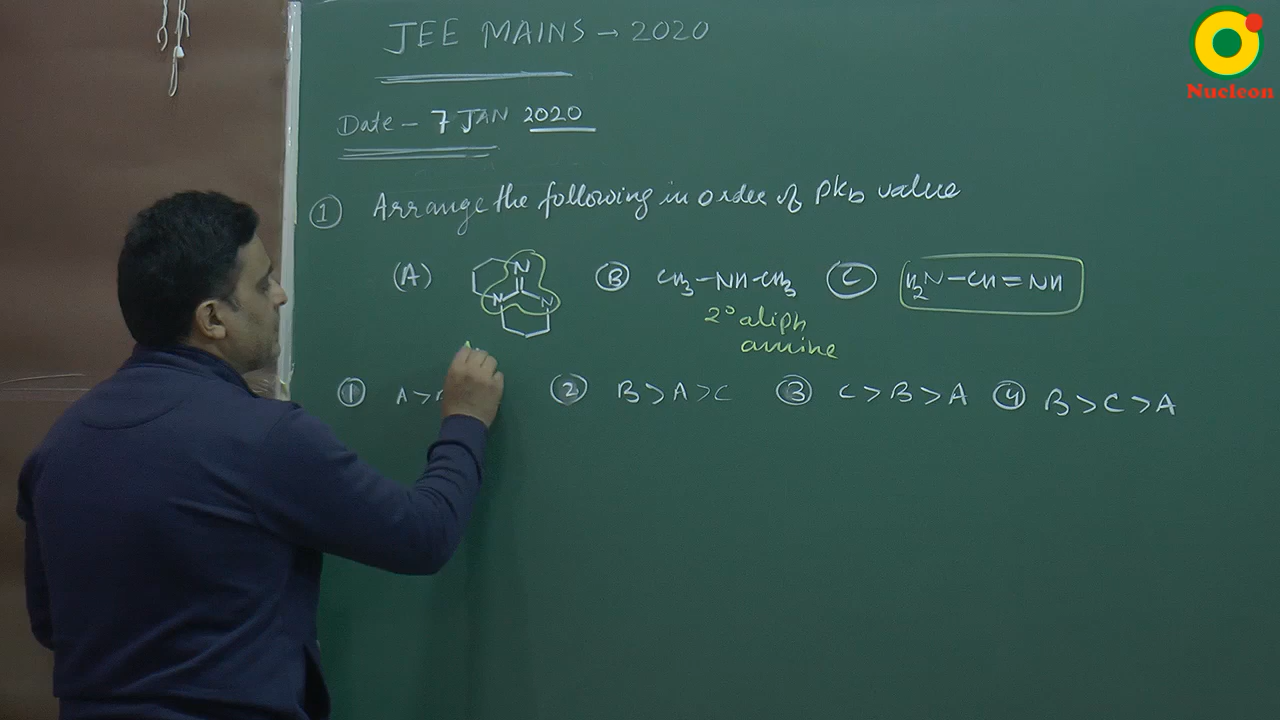 JEE MAINS → 2020
Nucleon
Date - 7 JAN 2020
① Arrange the following in order of pkb value
(A) N N N Ⓑ CH3-NH-CH3 Ⓒ H2N-CH=NH
2° aliph
amine
① A> ② B>A>C ③ C>B>A ④ B>C>A